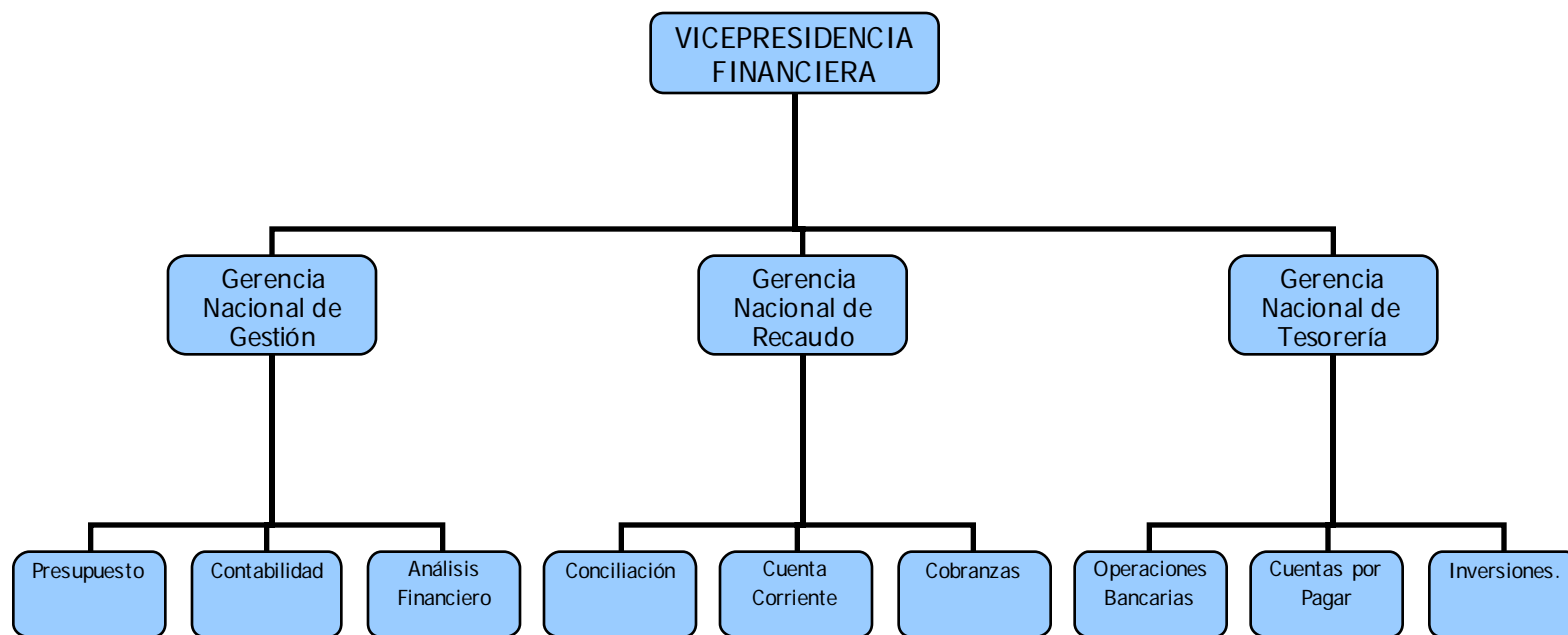 VICEPRESIDENCIA
FINANCIERA
Gerencia
Nacional de
Gestión
Gerencia
Nacional de
Recaudo
Gerencia
Nacional de
Tesorería
Presupuesto
Contabilidad
Análisis
Financiero
Conciliación
Cuenta
Corriente
Cobranzas
Operaciones
Bancarias
Cuentas por
Pagar
Inversiones.